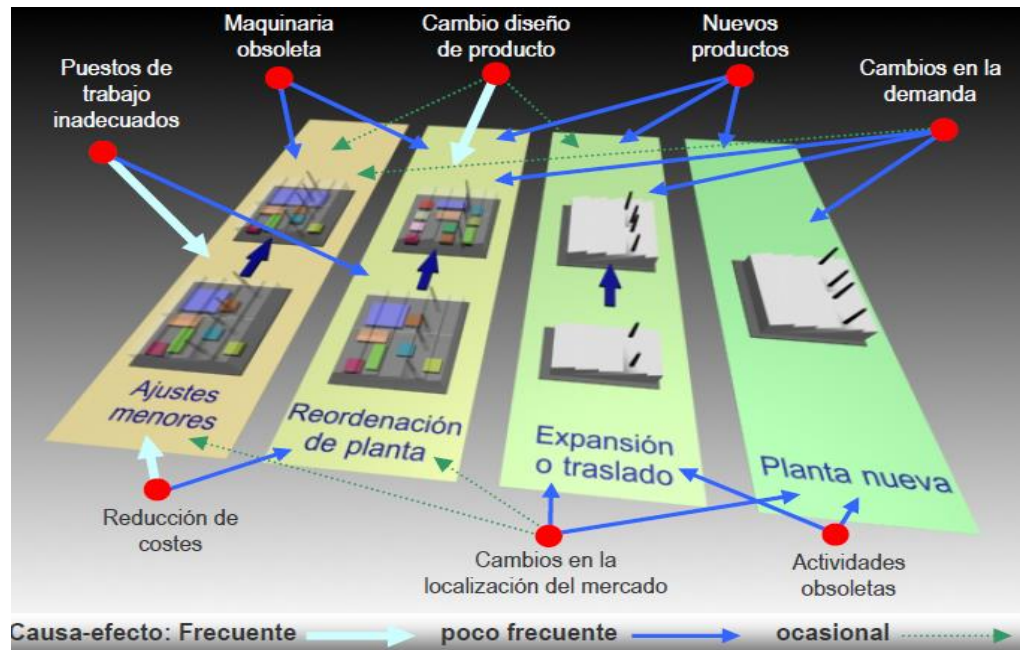 Maquinaria
obsoleta
Cambio diseño
de producto
Nuevos
productos
Puestos de
trabajo
inadecuados
Cambios en la
demanda
Ajustes
menores
Reordenación
de planta
Expansión
o traslado
Planta nueva
Reducción de
costes
Cambios en la
localización del mercado
Actividades
obsoletas
Causa-efecto: Frecuente poco frecuente ocasional